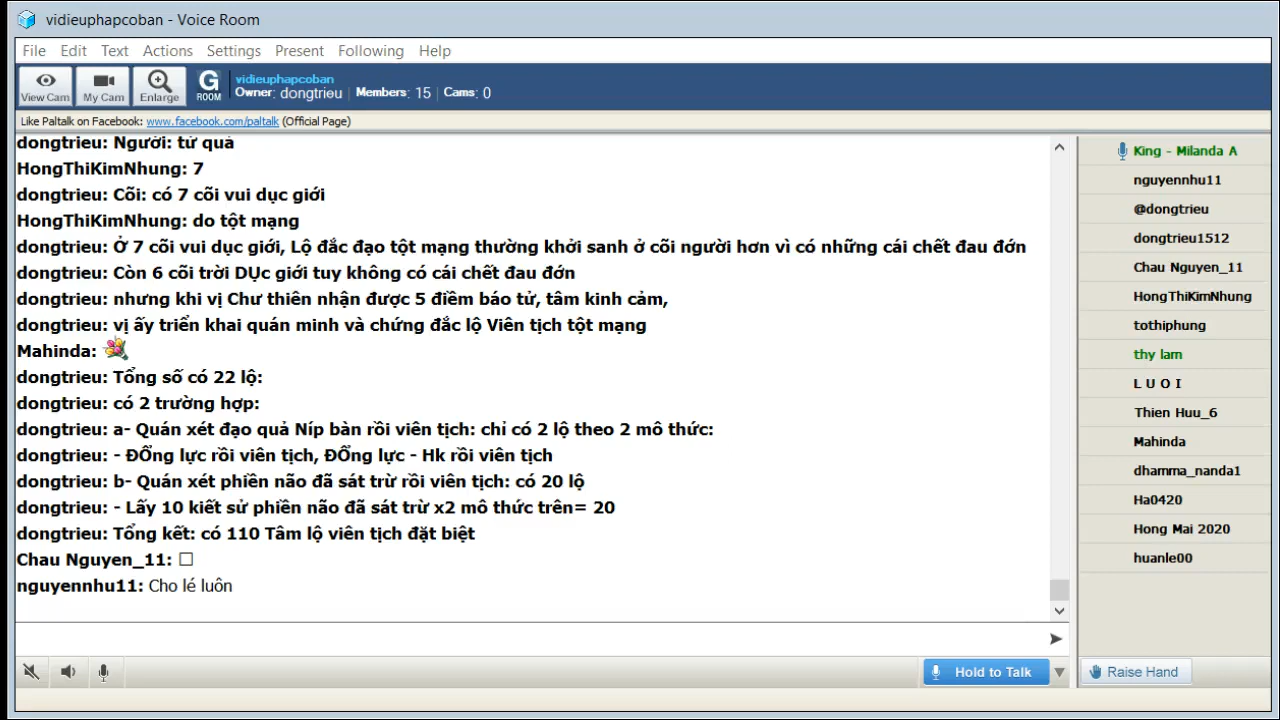 vidieuphapcoban - Voice Room
File Edit Text Actions Settings Present Following Help
View Cam My Cam Enlarge G ROOM
vidieuphapcoban
Owner: dongtrieu | Members: 15 | Cams: 0
Like Paltalk on Facebook: www.facebook.com/paltalk (Official Page)
dongtrieu: Người: tứ quả
HongThiKimNhung: 7
dongtrieu: Cõi: có 7 cõi vui dục giới
HongThiKimNhung: do tột mạng
dongtrieu: Ở 7 cõi vui dục giới, Lộ đắc đạo tột mạng thường khởi sanh ở cõi người hơn vì có những cái chết đau đớn
dongtrieu: Còn 6 cõi trời DỤc giới tuy không có cái chết đau đớn
dongtrieu: nhưng khi vị Chư thiên nhận được 5 điềm báo tử, tâm kinh cảm,
dongtrieu: vị ấy triển khai quán minh và chứng đắc lộ Viên tịch tột mạng
Mahinda:
dongtrieu: Tổng số có 22 lộ:
dongtrieu: có 2 trường hợp:
dongtrieu: a- Quán xét đạo quả Níp bàn rồi viên tịch: chỉ có 2 lộ theo 2 mô thức:
dongtrieu: - ĐỔng lực rồi viên tịch, ĐỔng lực - Hk rồi viên tịch
dongtrieu: b- Quán xét phiền não đã sát trừ rồi viên tịch: có 20 lộ
dongtrieu: - Lấy 10 kiết sử phiền não đã sát trừ x2 mô thức trên= 20
dongtrieu: Tổng kết: có 110 Tâm lộ viên tịch đặt biệt
Chau Nguyen_11: □
nguyennhu11: Cho lé luôn
King - Milanda A
nguyennhu11
@dongtrieu
dongtrieu1512
Chau Nguyen_11
HongThiKimNhung
tothiphung
thy lam
L U O I
Thien Huu_6
Mahinda
dhamma_nanda1
Ha0420
Hong Mai 2020
huanle00
Hold to Talk
Raise Hand